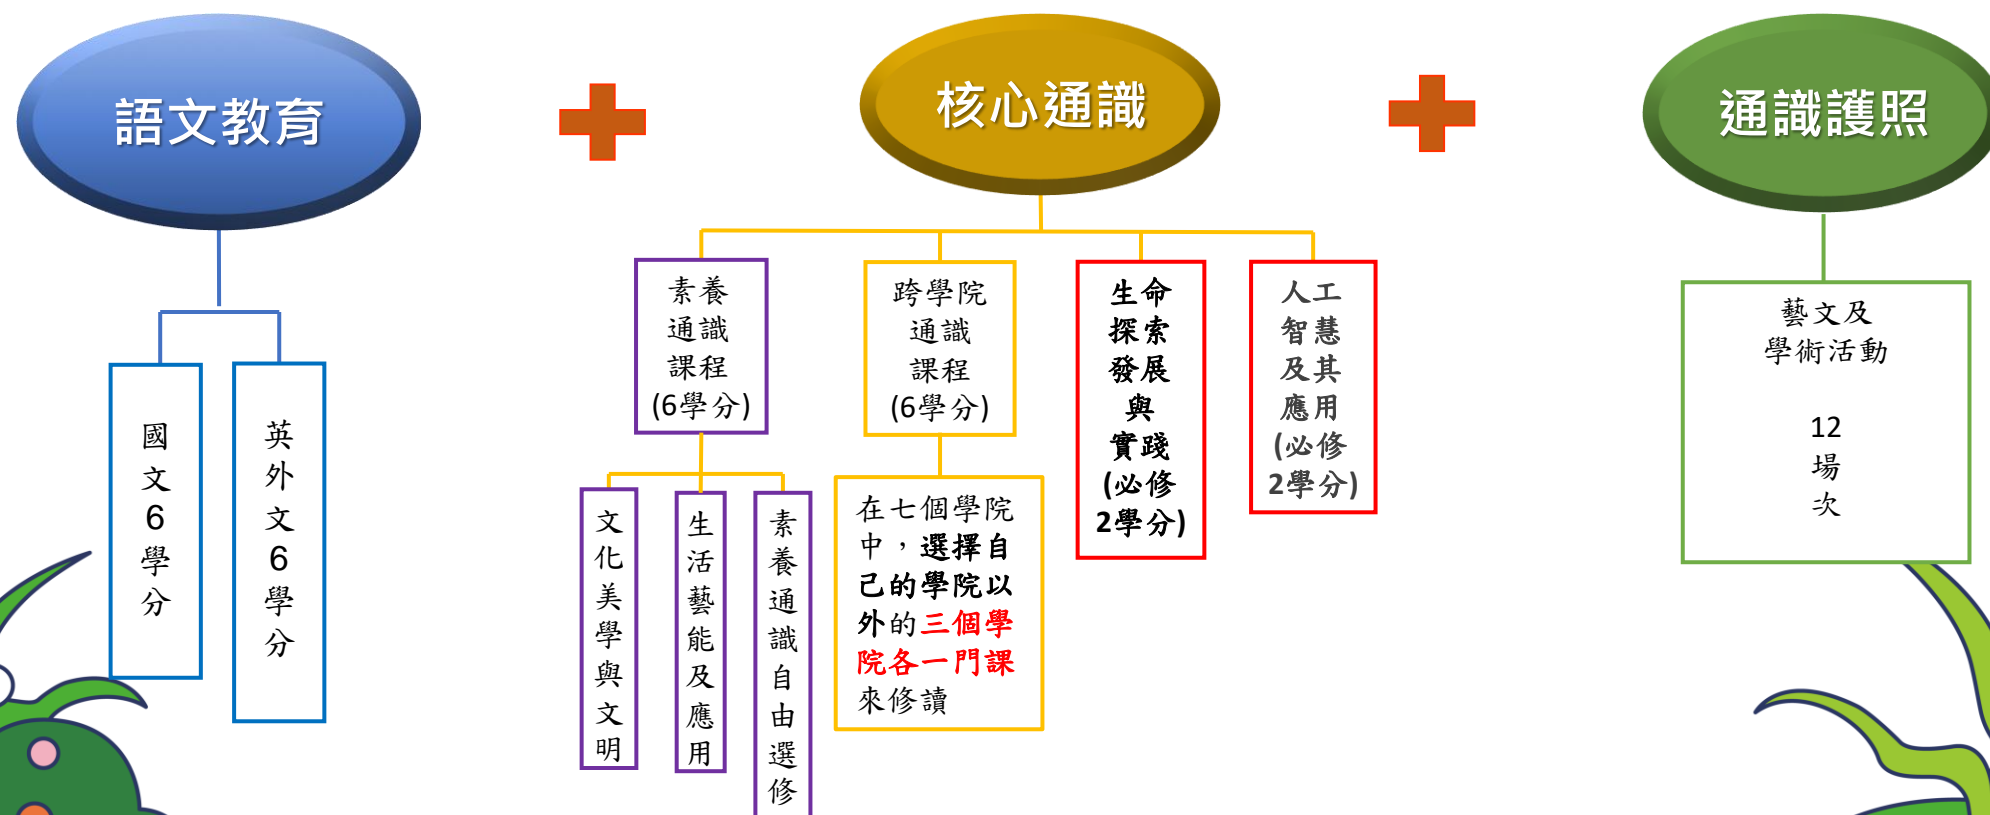 語文教育
國文6學分
英外文6學分
核心通識
素養
通識
課程
(6學分)
文化美學與文明
生活藝能及應用
素養通識自由選修
跨學院
通識
課程
(6學分)
在七個學院
中，選擇自
己的學院以
外的三個學
院各一門課
來修讀
生命
探索
發展
與
實踐
(必修
2學分)
人工
智慧
及其
應用
(必修
2學分)
通識護照
藝文及
學術活動
12
場
次